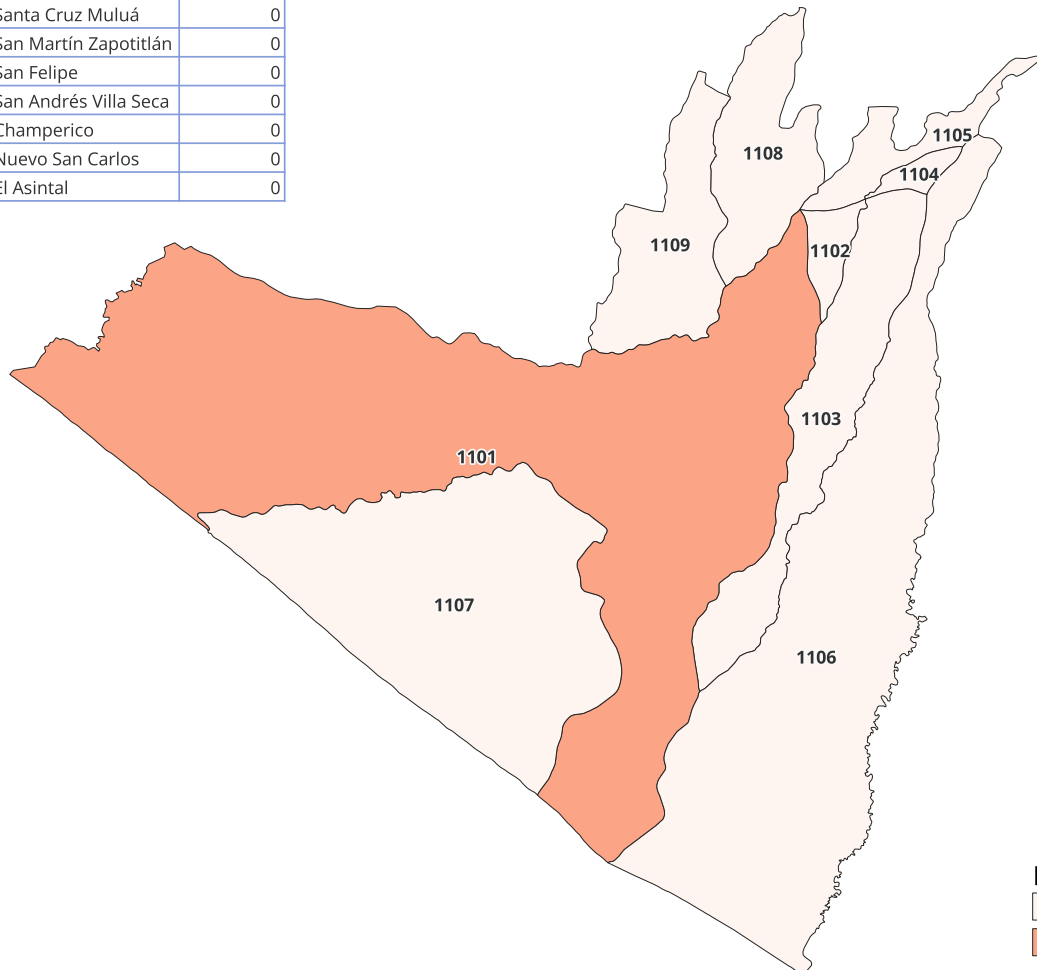 Santa Cruz Muluá 0
San Martín Zapotitlán 0
San Felipe 0
San Andrés Villa Seca 0
Champerico 0
Nuevo San Carlos 0
El Asintal 0
1105
1108
1104
1109
1102
1103
1101
1107
1106